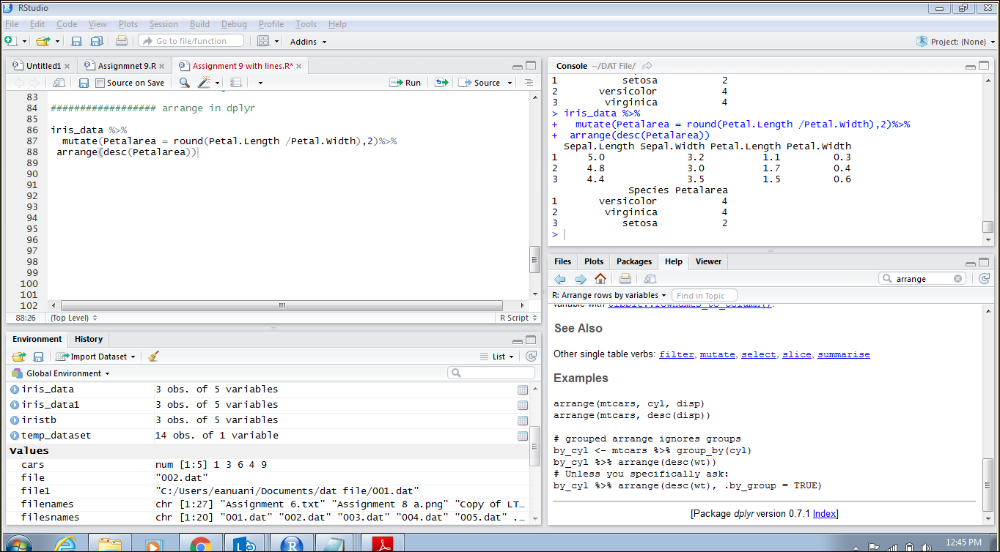 RStudio
File Edit Code View Plots Session Build Debug Profile Tools Help
Go to file/function Addins Project: (None)
Untitled1 Assignmnet 9.R Assignment 9 with lines.R*
Source on Save Run Source
83
84 ################## arrange in dplyr
85
86 iris_data %>%
87 mutate(Petalarea = round(Petal.Length /Petal.Width),2)%>%
88 arrange(desc(Petalarea))
89
90
91
92
93
94
95
96
97
98
99
100
101
102
88:26 (Top Level) R Script
Environment History
Import Dataset List
Global Environment
iris_data 3 obs. of 5 variables
iris_data1 3 obs. of 5 variables
iristb 3 obs. of 5 variables
temp_dataset 14 obs. of 1 variable
Values
cars num [1:5] 1 3 6 4 9
file "002.dat"
file1 "C:/Users/eanuani/Documents/dat file/001.dat"
filenames chr [1:27] "Assignment 6.txt" "Assignment 8 a.png" "Copy of LT…
filesnames chr [1:20] "001.dat" "002.dat" "003.dat" "004.dat" "005.dat" …
Console ~/DAT File/
1 setosa 2
2 versicolor 4
3 virginica 4
> iris_data %>%
+ mutate(Petalarea = round(Petal.Length /Petal.Width),2)%>%
+ arrange(desc(Petalarea))
Sepal.Length Sepal.Width Petal.Length Petal.Width
1 5.0 3.2 1.1 0.3
2 4.8 3.0 1.7 0.4
3 4.4 3.5 1.5 0.6
Species Petalarea
1 versicolor 4
2 virginica 4
3 setosa 2
>
Files Plots Packages Help Viewer
arrange
R: Arrange rows by variables Find in Topic
variable with tibble::rownames_to_column().
See Also
Other single table verbs: filter, mutate, select, slice, summarise
Examples
arrange(mtcars, cyl, disp)
arrange(mtcars, desc(disp))
# grouped arrange ignores groups
by_cyl <- mtcars %>% group_by(cyl)
by_cyl %>% arrange(desc(wt))
# Unless you specifically ask:
by_cyl %>% arrange(desc(wt), .by_group = TRUE)
[Package dplyr version 0.7.1 Index]
12:45 PM